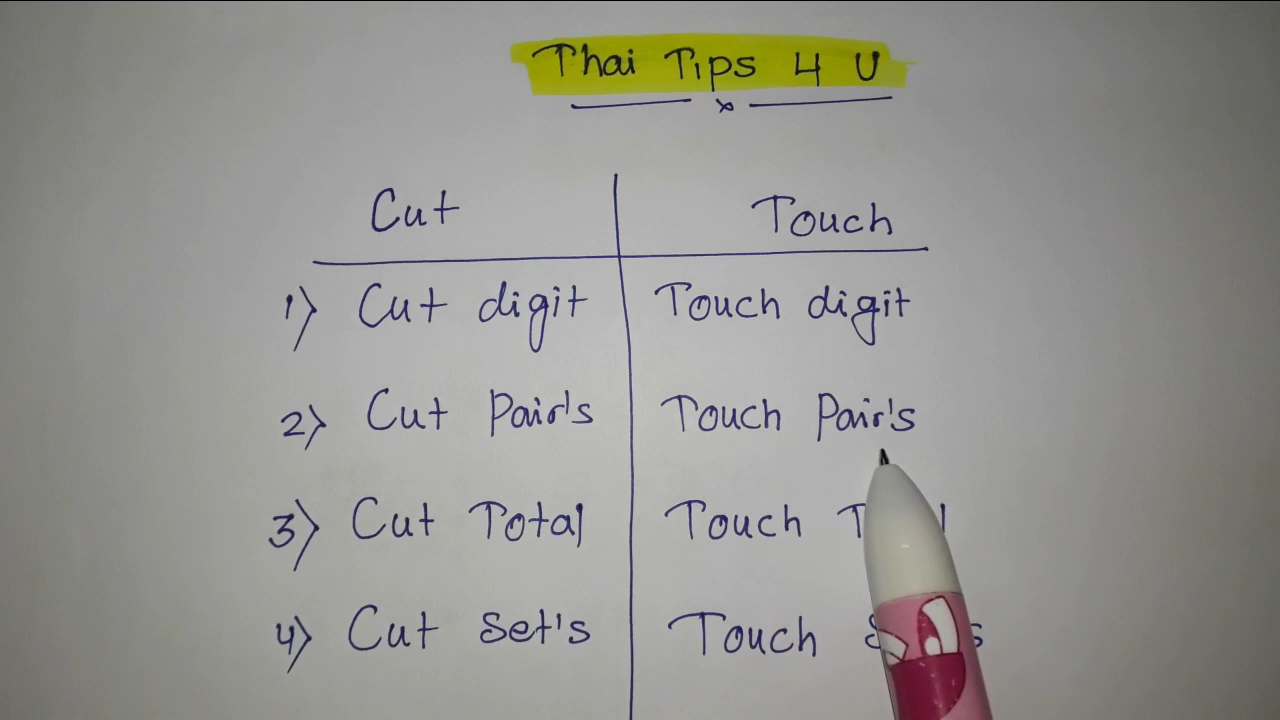 Thai Tips 4 U
Cut Touch
1) Cut digit Touch digit
2) Cut Pair's Touch Pair's
3) Cut Total Touch
4) Cut Set's Touch